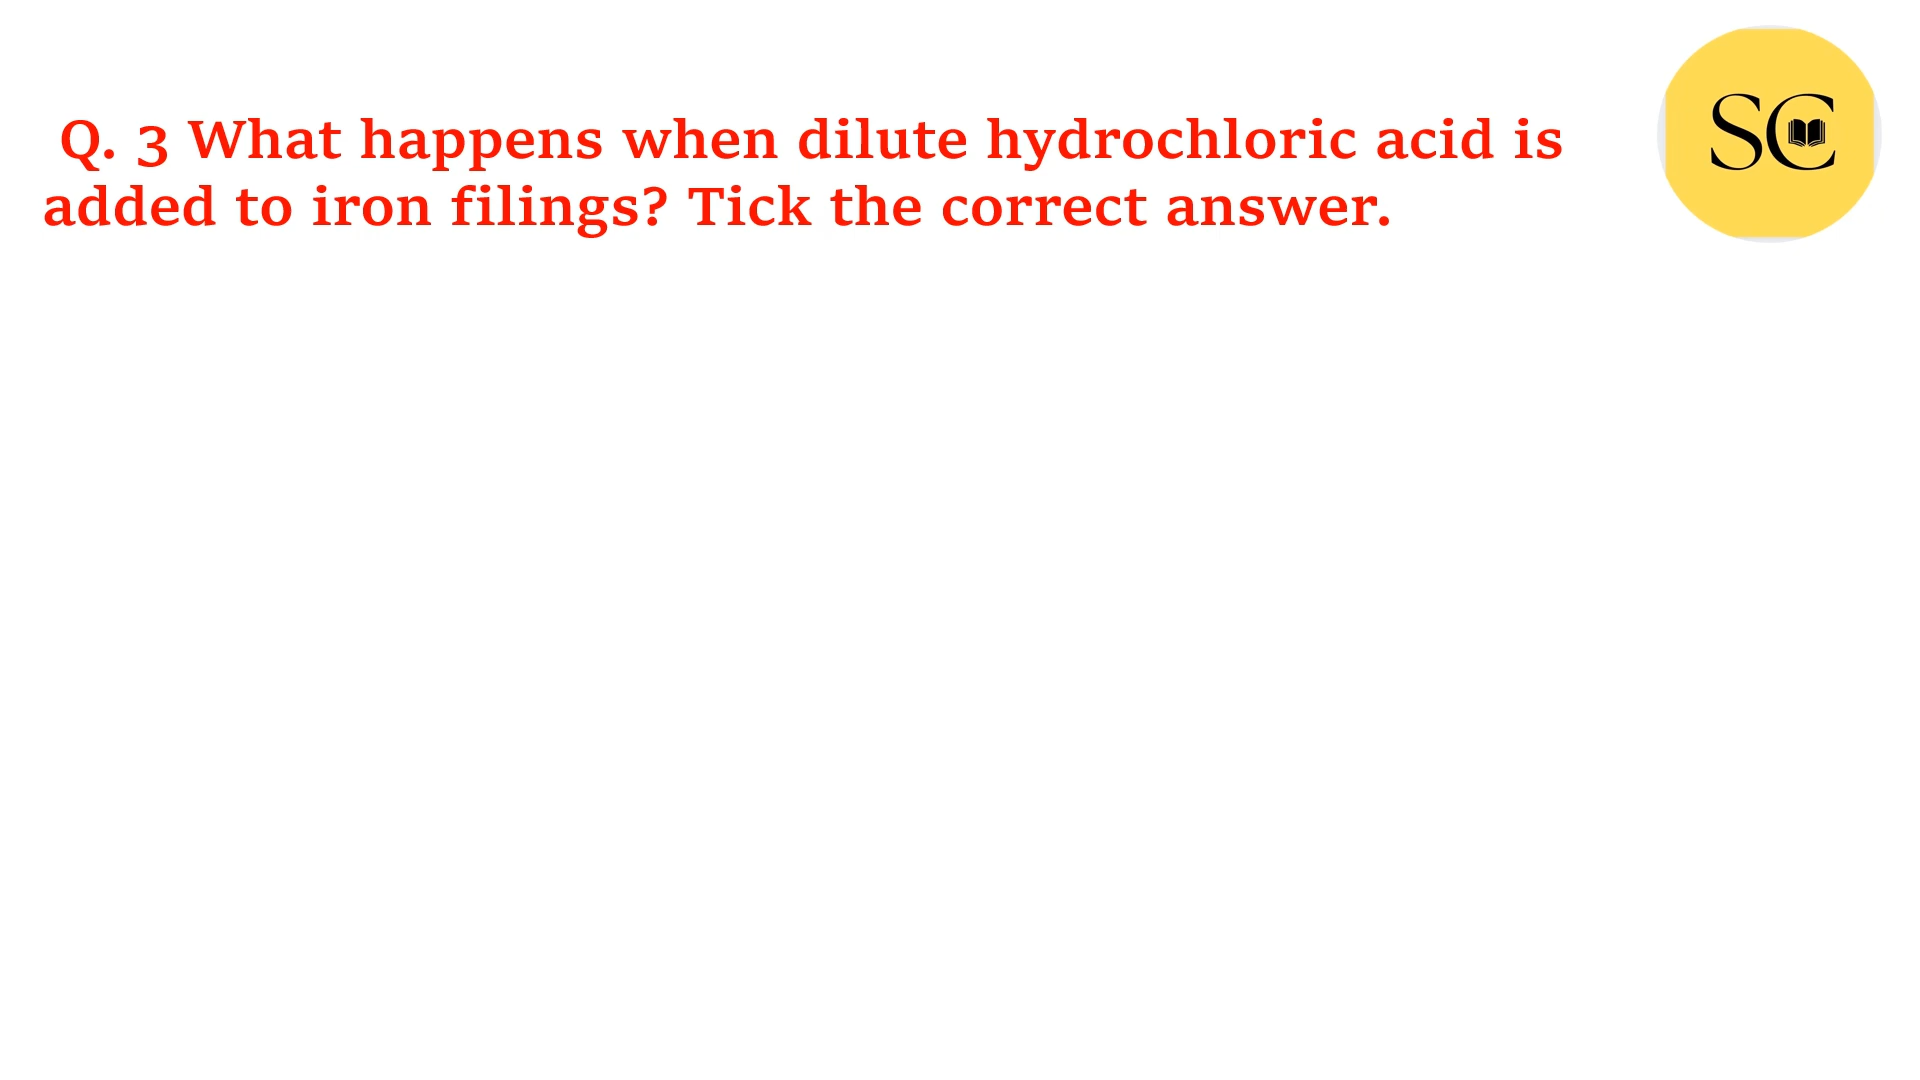 SC
Q. 3 What happens when dilute hydrochloric acid is
added to iron filings? Tick the correct answer.